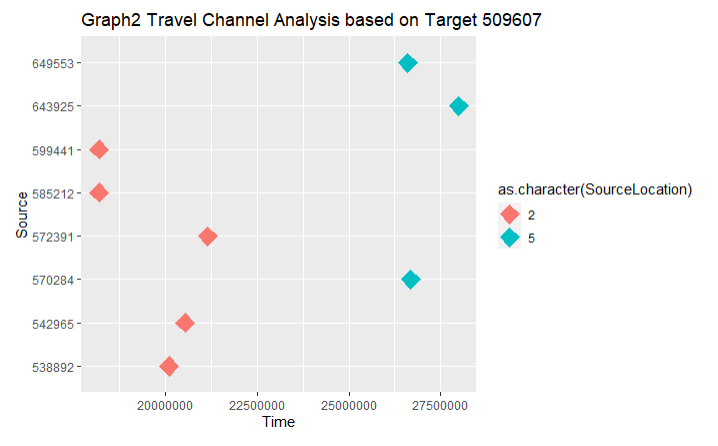 Graph2 Travel Channel Analysis based on Target 509607
649553
643925
599441
585212
572391
570284
542965
538892
Source
20000000 22500000 25000000 27500000
Time
as.character(SourceLocation)
2
5